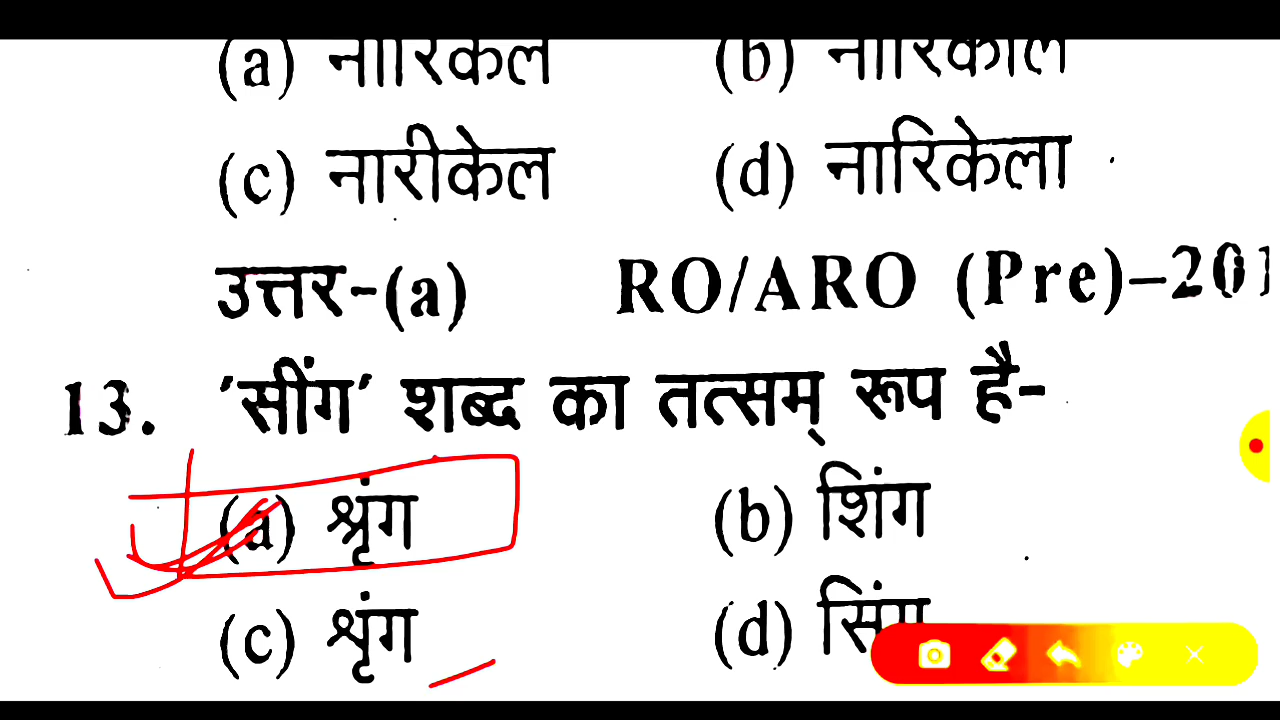 (a) नारिकेल (b) नारिकाल
(c) नारीकेल (d) नारिकेला
उत्तर-(a) RO/ARO (Pre)–201
13. 'सींग' शब्द का तत्सम् रूप है-
(a) श्रृंग (b) शिंग
(c) शृंग (d) सिंग